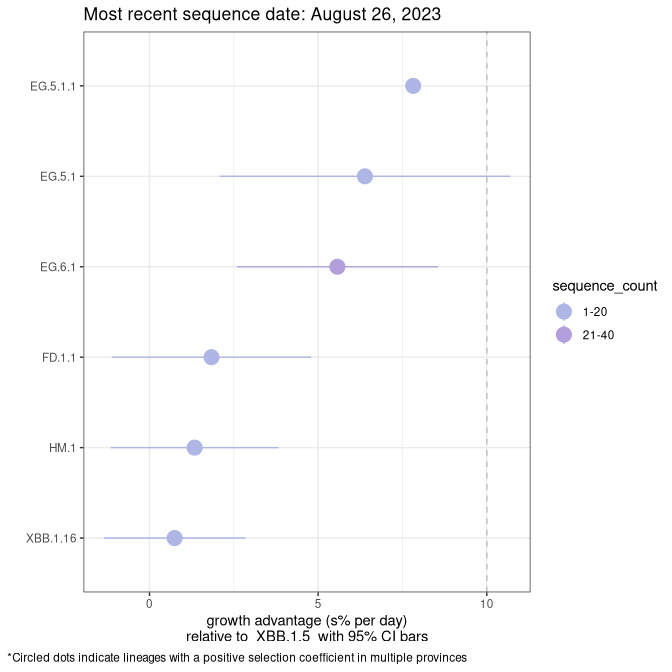 Most recent sequence date: August 26, 2023
EG.5.1.1
EG.5.1
EG.6.1
FD.1.1
HM.1
XBB.1.16
0 5 10
growth advantage (s% per day)
relative to XBB.1.5 with 95% CI bars
sequence_count
1-20
21-40
*Circled dots indicate lineages with a positive selection coefficient in multiple provinces